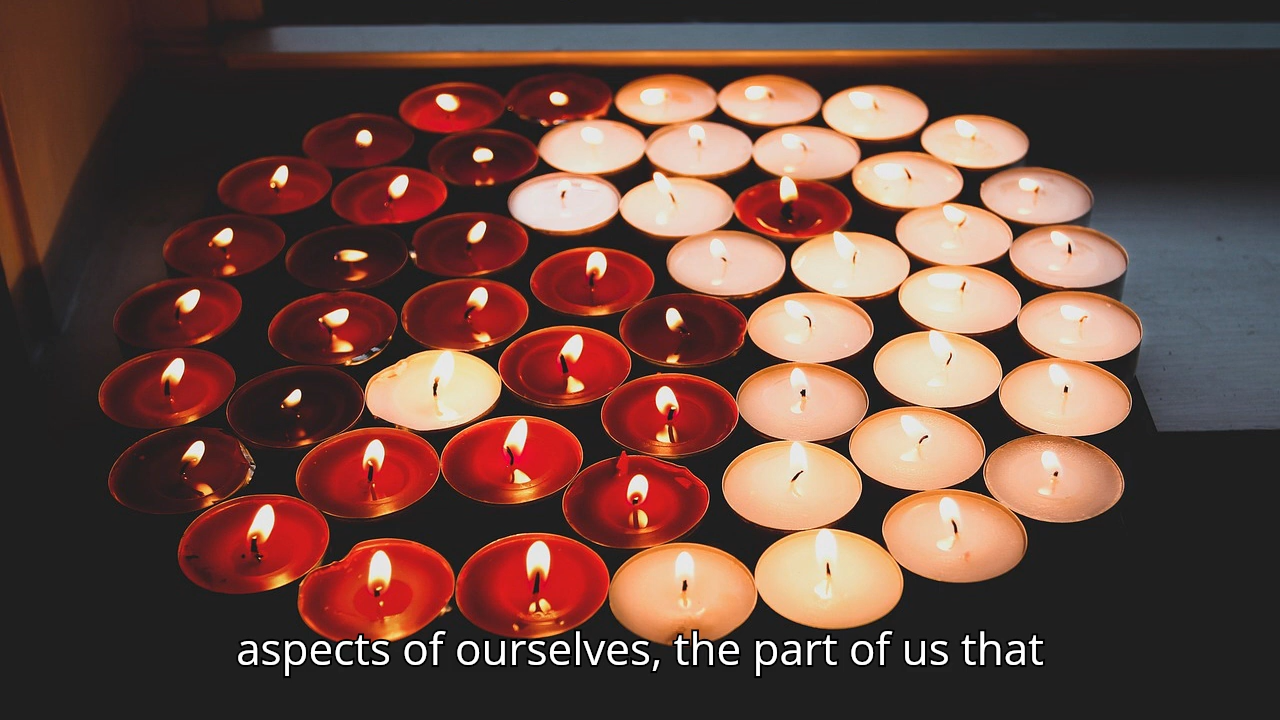 aspects of ourselves, the part of us that